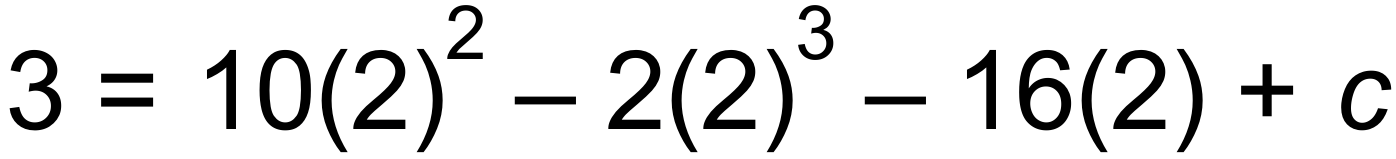 3 = 10(2)² – 2(2)³ – 16(2) + c